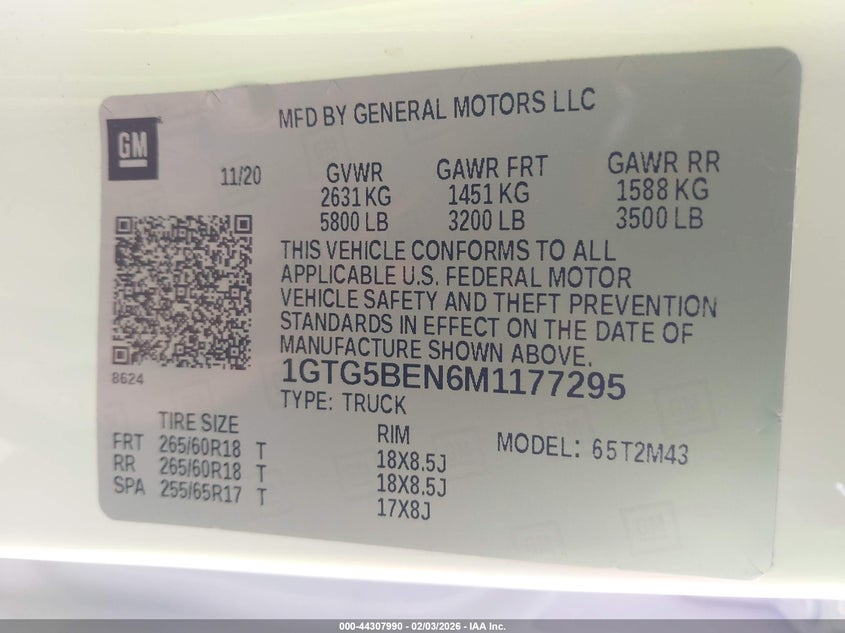 MFD BY GENERAL MOTORS LLC
GM
11/20
GVWR GAWR FRT GAWR RR
2631 KG 1451 KG 1588 KG
5800 LB 3200 LB 3500 LB
THIS VEHICLE CONFORMS TO ALL
APPLICABLE U.S. FEDERAL MOTOR
VEHICLE SAFETY AND THEFT PREVENTION
STANDARDS IN EFFECT ON THE DATE OF
MANUFACTURE SHOWN ABOVE.
8624
1GTG5BEN6M1177295
TYPE: TRUCK
TIRE SIZE RIM MODEL: 65T2M43
FRT 265/60R18 T 18X8.5J
RR 265/60R18 T 18X8.5J
SPA 255/65R17 T 17X8J
GM
000-44307990 - 02/03/2026 - IAA Inc.